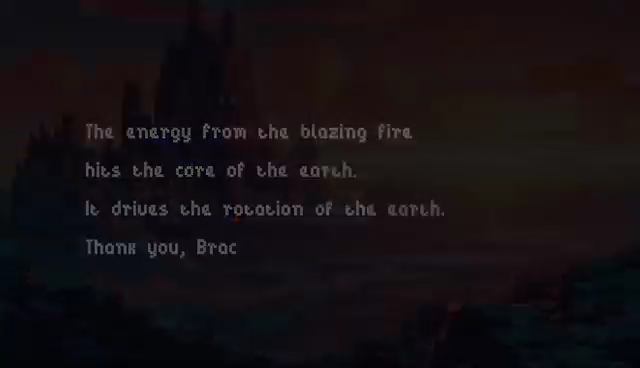 The energy from the blazing fire
hits the core of the earth.
It drives the rotation of the earth.
Thank you, Brac